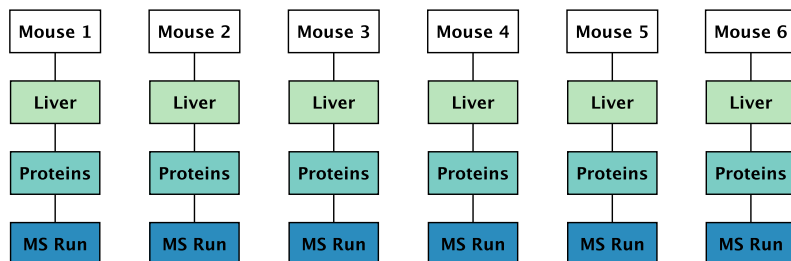 Mouse 1 Mouse 2 Mouse 3 Mouse 4 Mouse 5 Mouse 6
Liver Liver Liver Liver Liver Liver
Proteins Proteins Proteins Proteins Proteins Proteins
MS Run MS Run MS Run MS Run MS Run MS Run